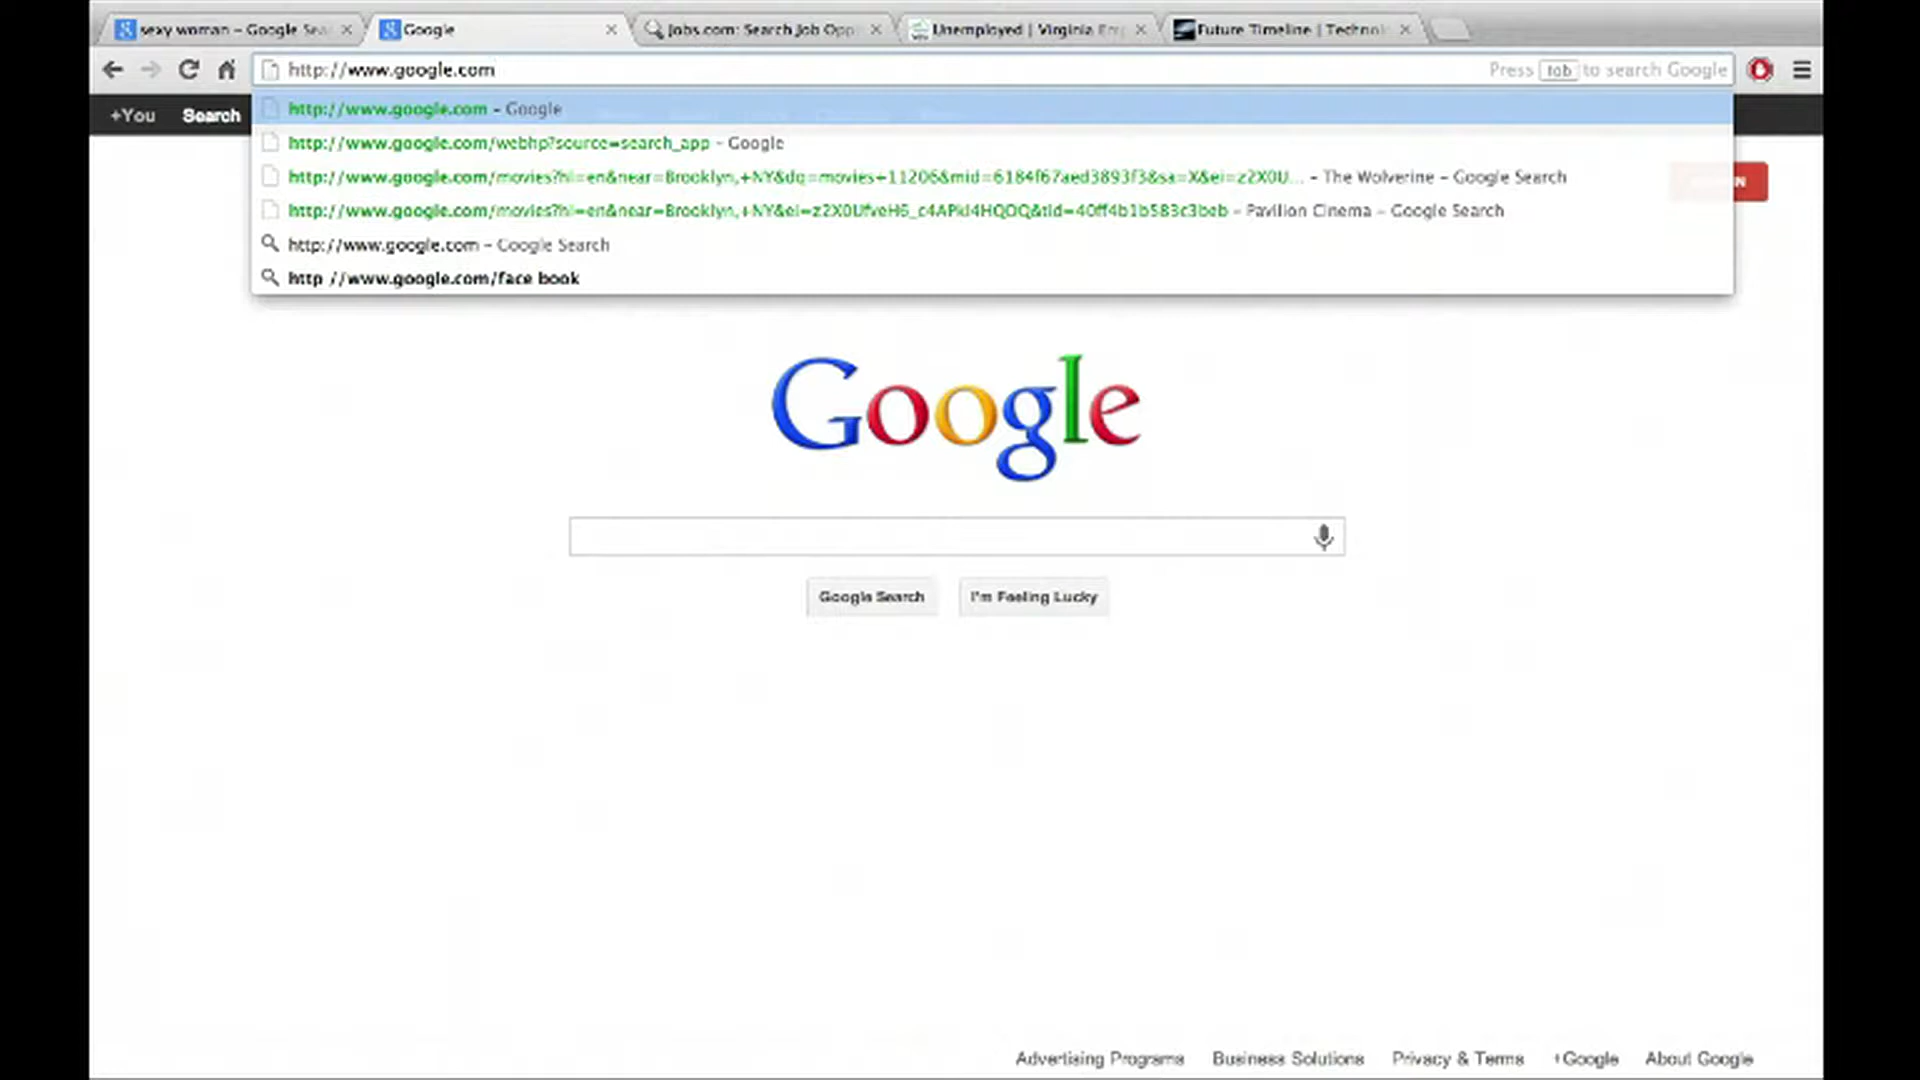 sexy woman – Google Sea
Google
Jobs.com: Search Job Opp
Unemployed | Virginia Em
Future Timeline | Technol
http://www.google.com
Press tab to search Google
+You Search
http://www.google.com – Google
http://www.google.com/webhp?source=search_app – Google
http://www.google.com/movies?hl=en&near=Brooklyn,+NY&dq=movies+11206&mid=6184f67aed3893f3&sa=X&ei=z2X0U... – The Wolverine – Google Search
http://www.google.com/movies?hl=en&near=Brooklyn,+NY&ei=z2X0UfveH6_c4APkI4HQDQ&tid=40ff4b1b583c3beb – Pavilion Cinema – Google Search
http://www.google.com – Google Search
http //www.google.com/face book
Google
Google Search
I'm Feeling Lucky
Advertising Programs Business Solutions Privacy & Terms +Google About Google